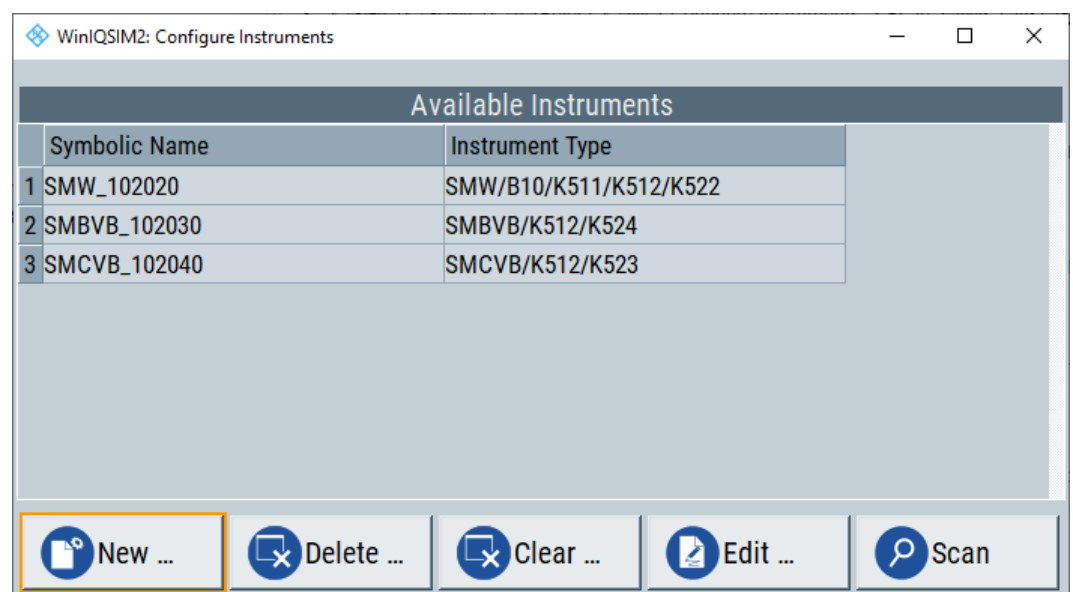 WinIQSIM2: Configure Instruments
Available Instruments
Symbolic Name Instrument Type
1 SMW_102020 SMW/B10/K511/K512/K522
2 SMBVB_102030 SMBVB/K512/K524
3 SMCVB_102040 SMCVB/K512/K523
New ... Delete ... Clear ... Edit ... Scan